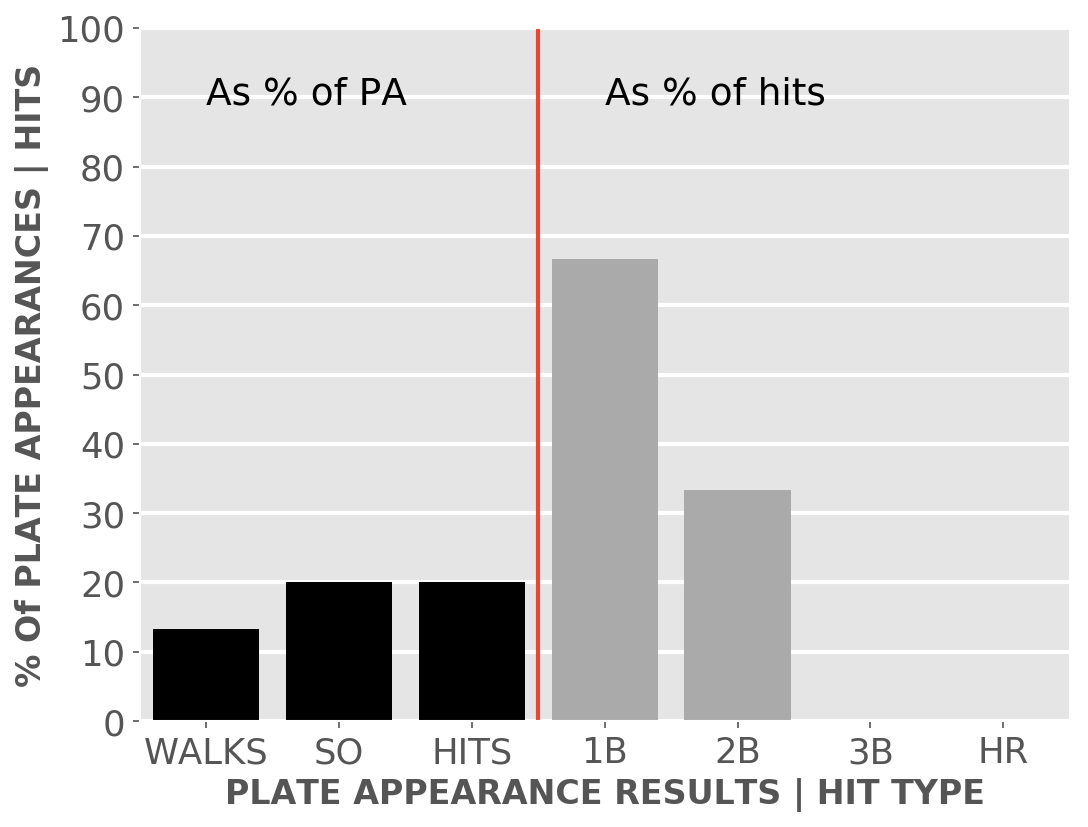 % Of PLATE APPEARANCES | HITS
100
90
80
70
60
50
40
30
20
10
0
As % of PA
As % of hits
WALKS SO HITS 1B 2B 3B HR
PLATE APPEARANCE RESULTS | HIT TYPE